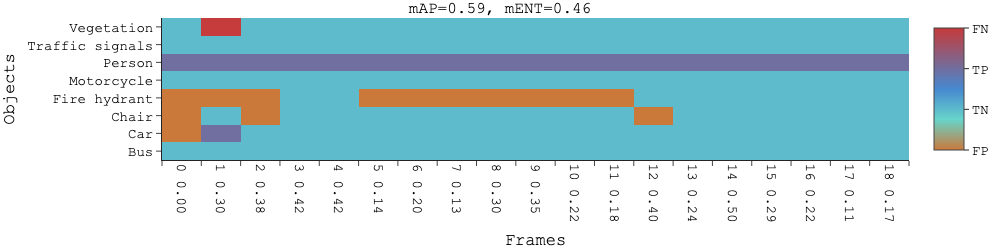 mAP=0.59, mENT=0.46
Objects
Vegetation
Traffic signals
Person
Motorcycle
Fire hydrant
Chair
Car
Bus
0 0.00
1 0.30
2 0.38
3 0.42
4 0.42
5 0.14
6 0.20
7 0.13
8 0.30
9 0.35
10 0.22
11 0.18
12 0.40
13 0.24
14 0.50
15 0.29
16 0.22
17 0.11
18 0.17
Frames
FN
TP
TN
FP